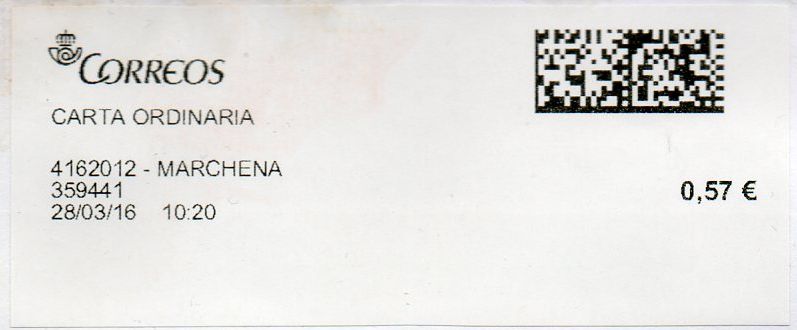 CORREOS
CARTA ORDINARIA
4162012 - MARCHENA
359441
28/03/16 10:20
0,57 €